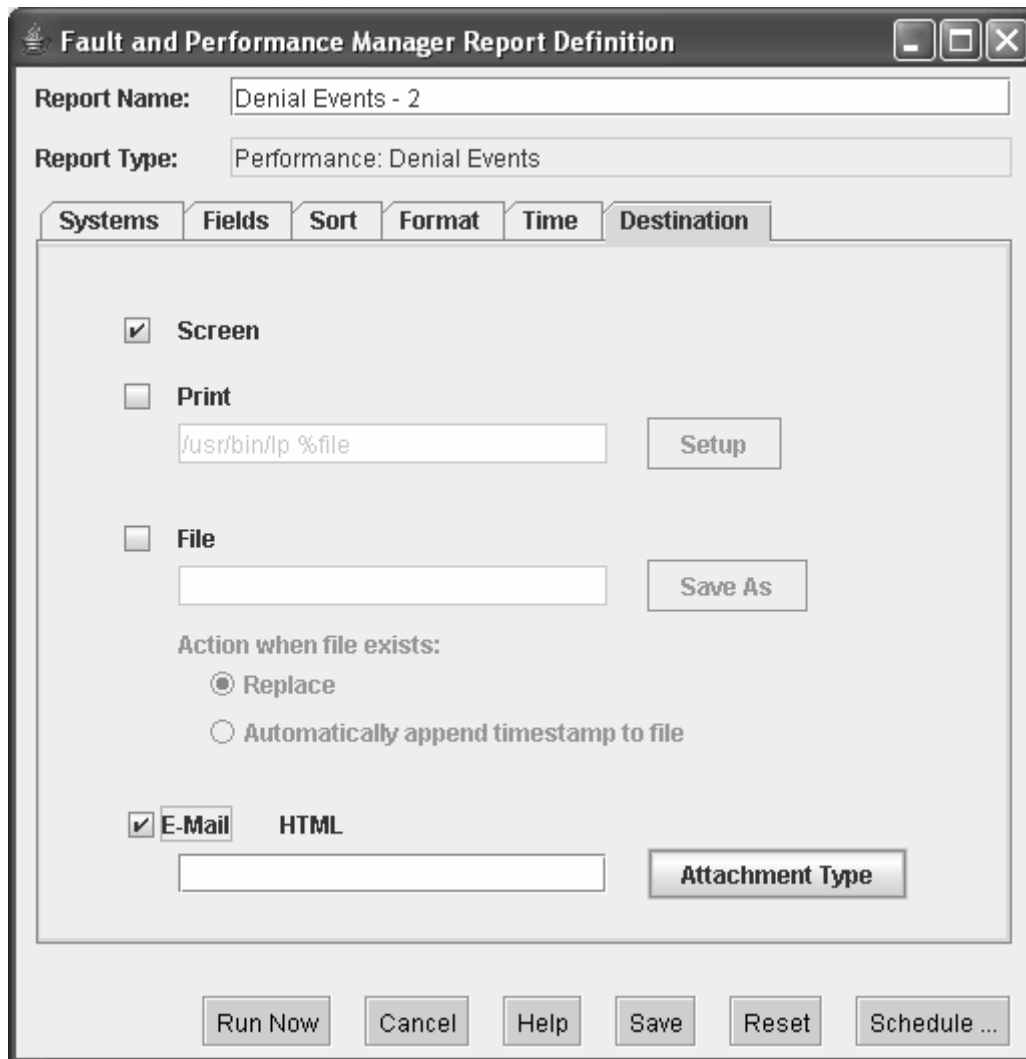 Fault and Performance Manager Report Definition
Report Name: Denial Events - 2
Report Type: Performance: Denial Events
Systems Fields Sort Format Time Destination
Screen
Print
/usr/bin/lp %file Setup
File
Save As
Action when file exists:
Replace
Automatically append timestamp to file
E-Mail HTML
Attachment Type
Run Now Cancel Help Save Reset Schedule ...